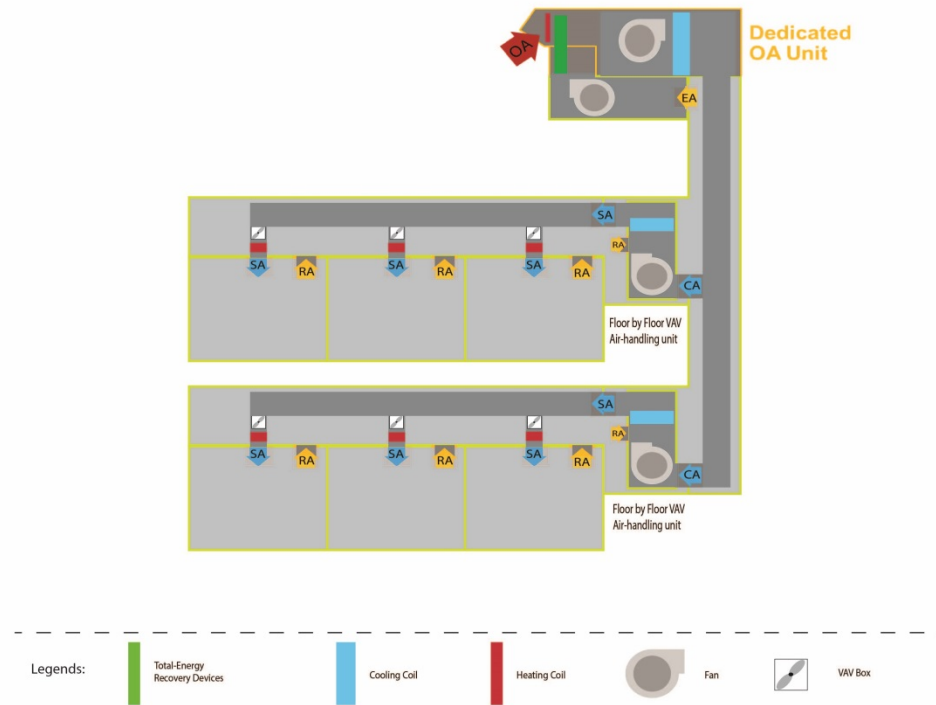 Dedicated
OA Unit
OA
EA
SA
RA
SA
RA
SA
RA
SA
RA
CA
Floor by Floor VAV
Air-handling unit
SA
RA
SA
RA
SA
RA
SA
RA
CA
Floor by Floor VAV
Air-handling unit
Legends:
Total-Energy
Recovery Devices
Cooling Coil
Heating Coil
Fan
VAV Box